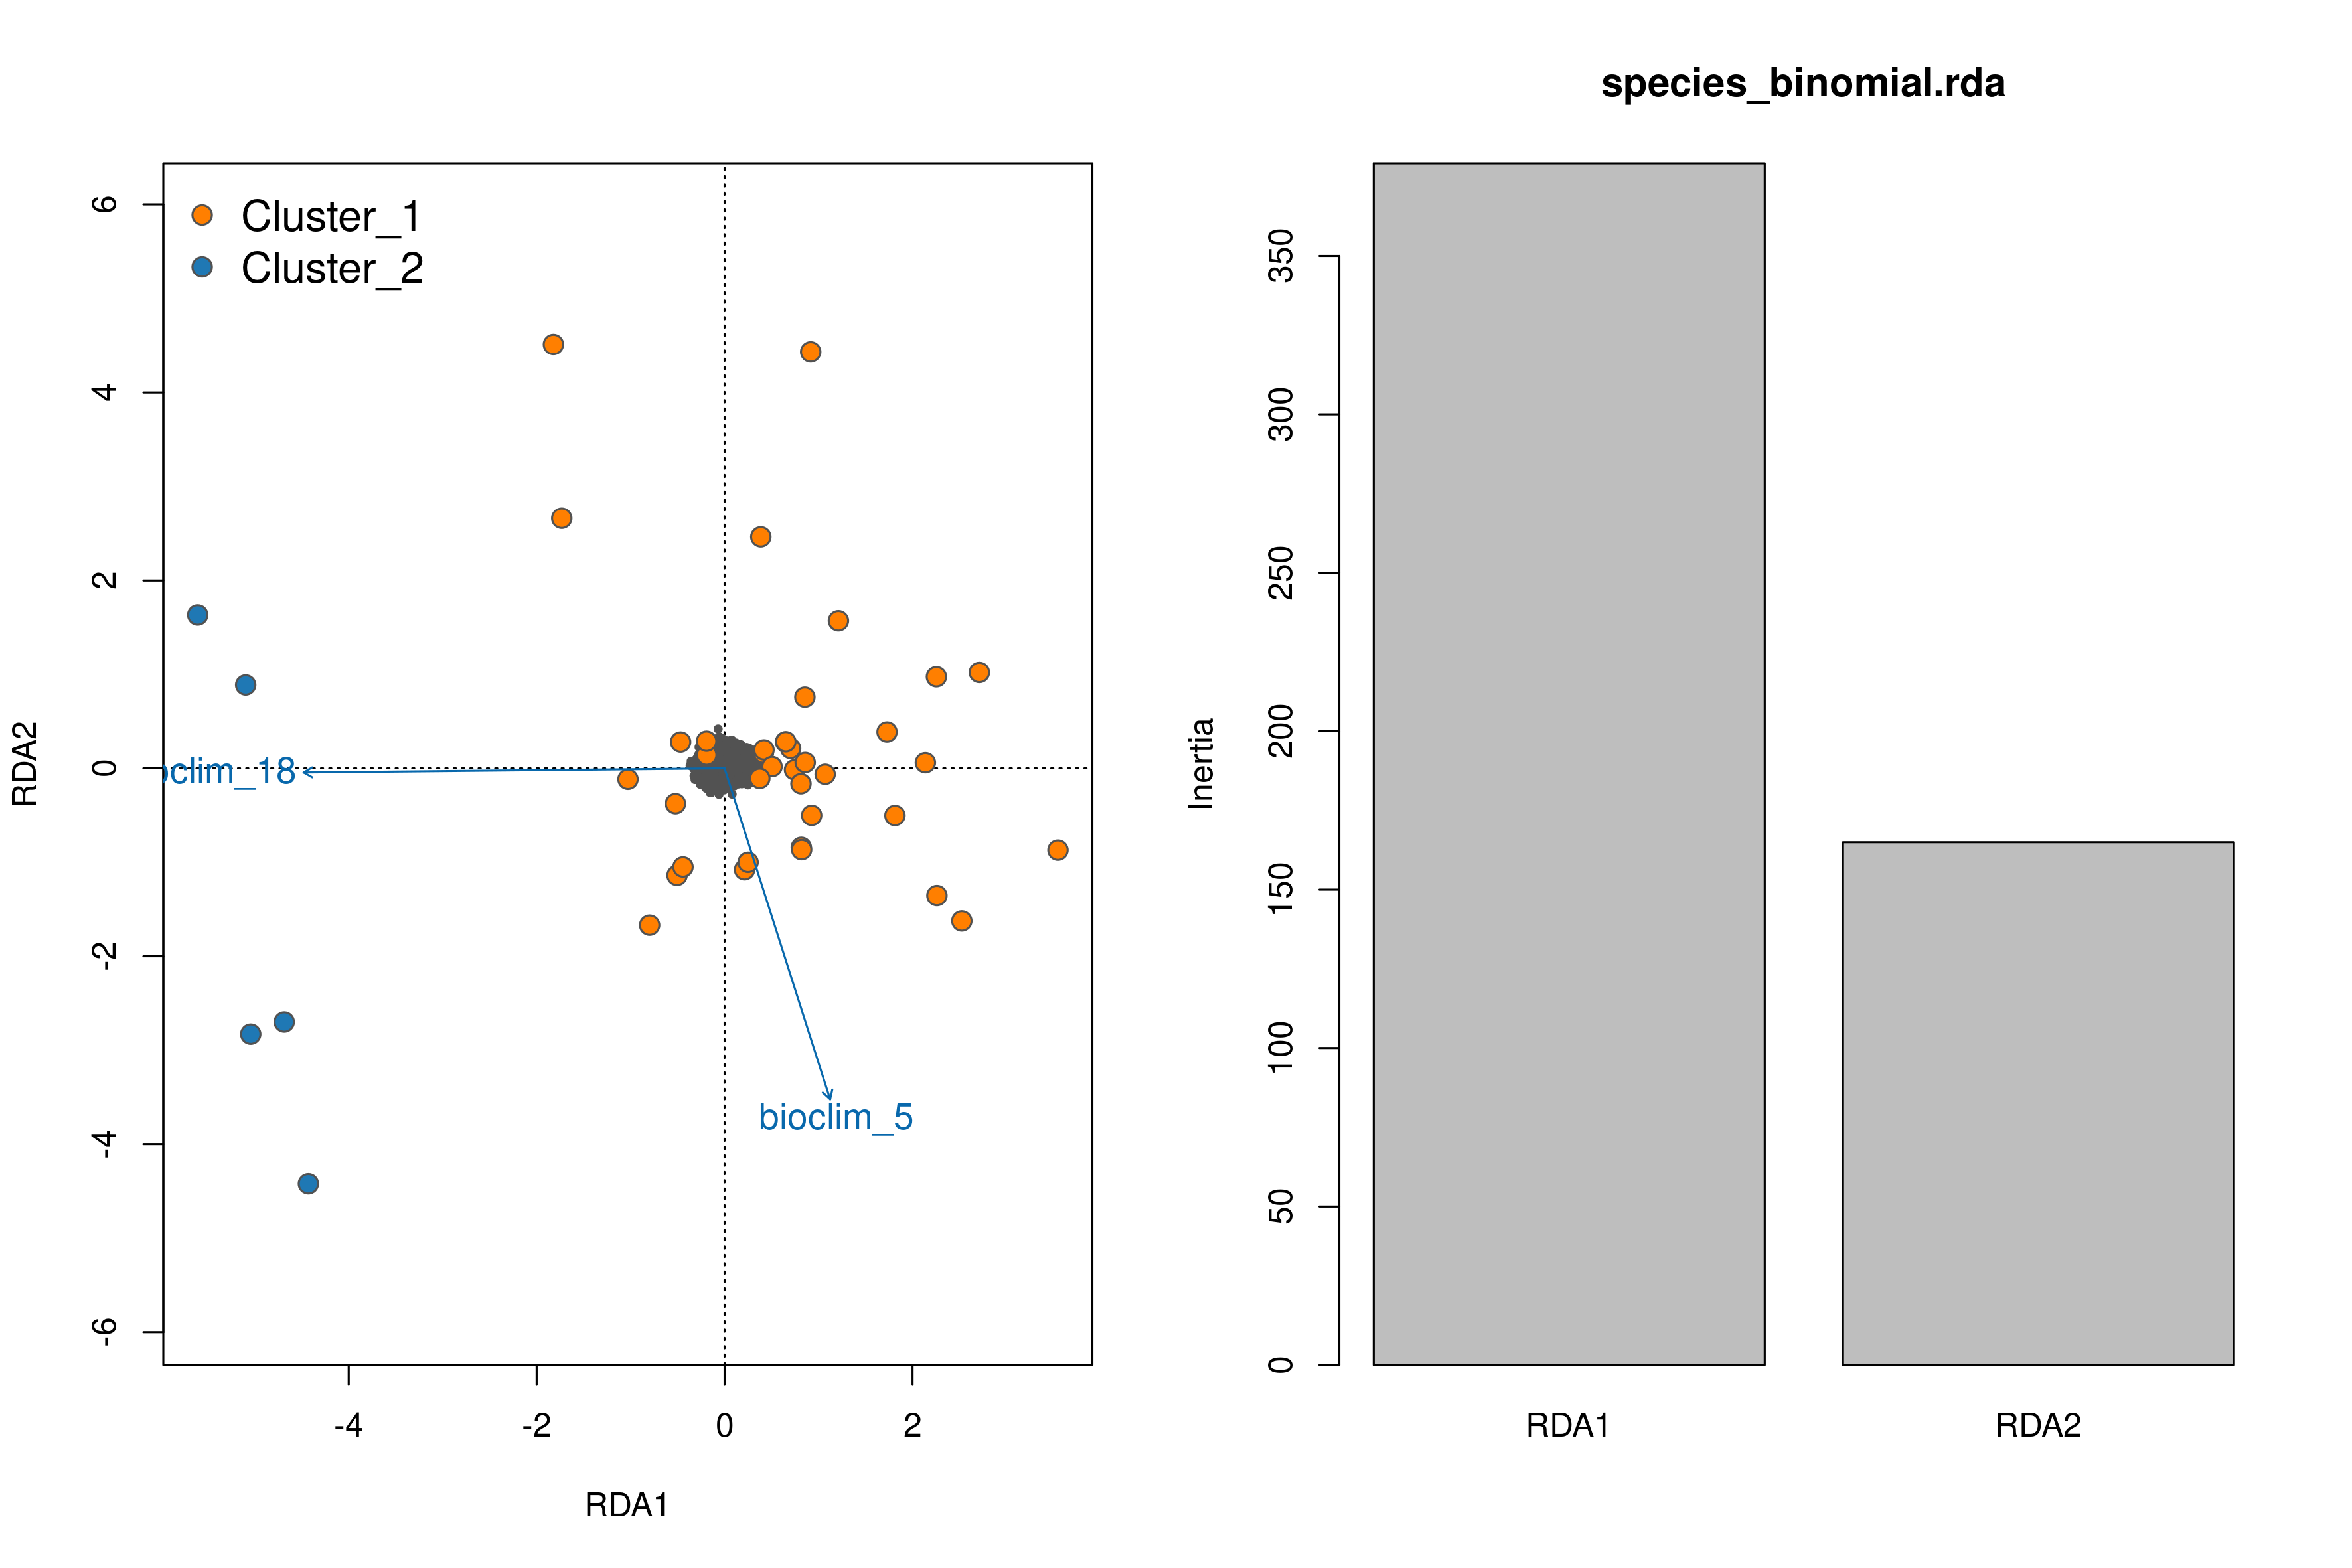 species_binomial.rda
Cluster_1
Cluster_2
6
4
2
0
-2
-4
-6
RDA2
oclim_18
bioclim_5
-4
-2
0
2
RDA1
350
300
250
200
150
100
50
0
Inertia
RDA1
RDA2